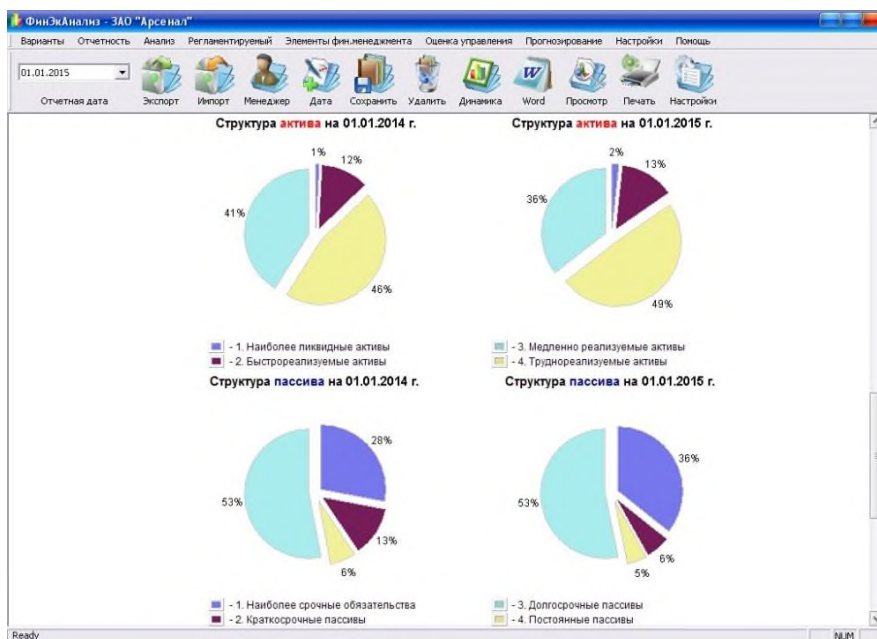 ФинЭкАнализ - ЗАО "Арсенал"
Варианты Отчетность Анализ Регламентируемый Элементы фин.менеджмента Оценка управления Прогнозирование Настройки Помощь
01.01.2015
Отчетная дата Экспорт Импорт Менеджер Дата Сохранить Удалить Динамика Word Просмотр Печать Настройки
Структура актива на 01.01.2014 г. Структура актива на 01.01.2015 г.
1% 12% 2% 13%
41% 36%
46% 49%
- 1. Наиболее ликвидные активы - 3. Медленно реализуемые активы
- 2. Быстрореализуемые активы - 4. Труднореализуемые активы
Структура пассива на 01.01.2014 г. Структура пассива на 01.01.2015 г.
28% 36%
53% 53%
13% 6%
6% 5%
- 1. Наиболее срочные обязательства - 3. Долгосрочные пассивы
- 2. Краткосрочные пассивы - 4. Постоянные пассивы
Ready NUM